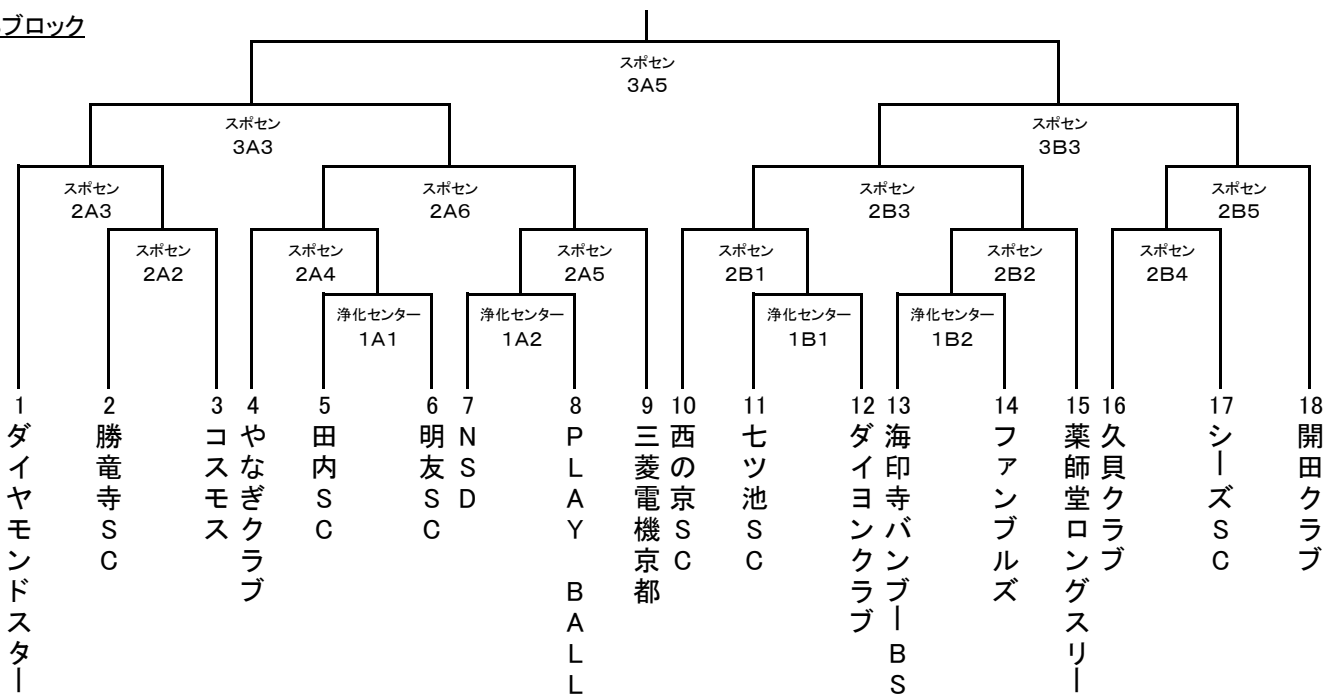 ブロック
スポセン
3A5
スポセン
3A3
スポセン
3B3
スポセン
2A3
スポセン
2A6
スポセン
2B3
スポセン
2B5
スポセン
2A2
スポセン
2A4
スポセン
2A5
スポセン
2B1
スポセン
2B2
スポセン
2B4
浄化センター
1A1
浄化センター
1A2
浄化センター
1B1
浄化センター
1B2
1
ダイヤモンドスター
2
勝竜寺SC
3
コスモス
4
やなぎクラブ
5
田内SC
6
明友SC
7
NSD
8
PLAY BALL
9
三菱電機京都
10
西の京SC
11
七ツ池SC
12
ダイヨンクラブ
13
海印寺バンブーBS
14
ファンブルズ
15
薬師堂ロングスリー
16
久貝クラブ
17
シーズSC
18
開田クラブ